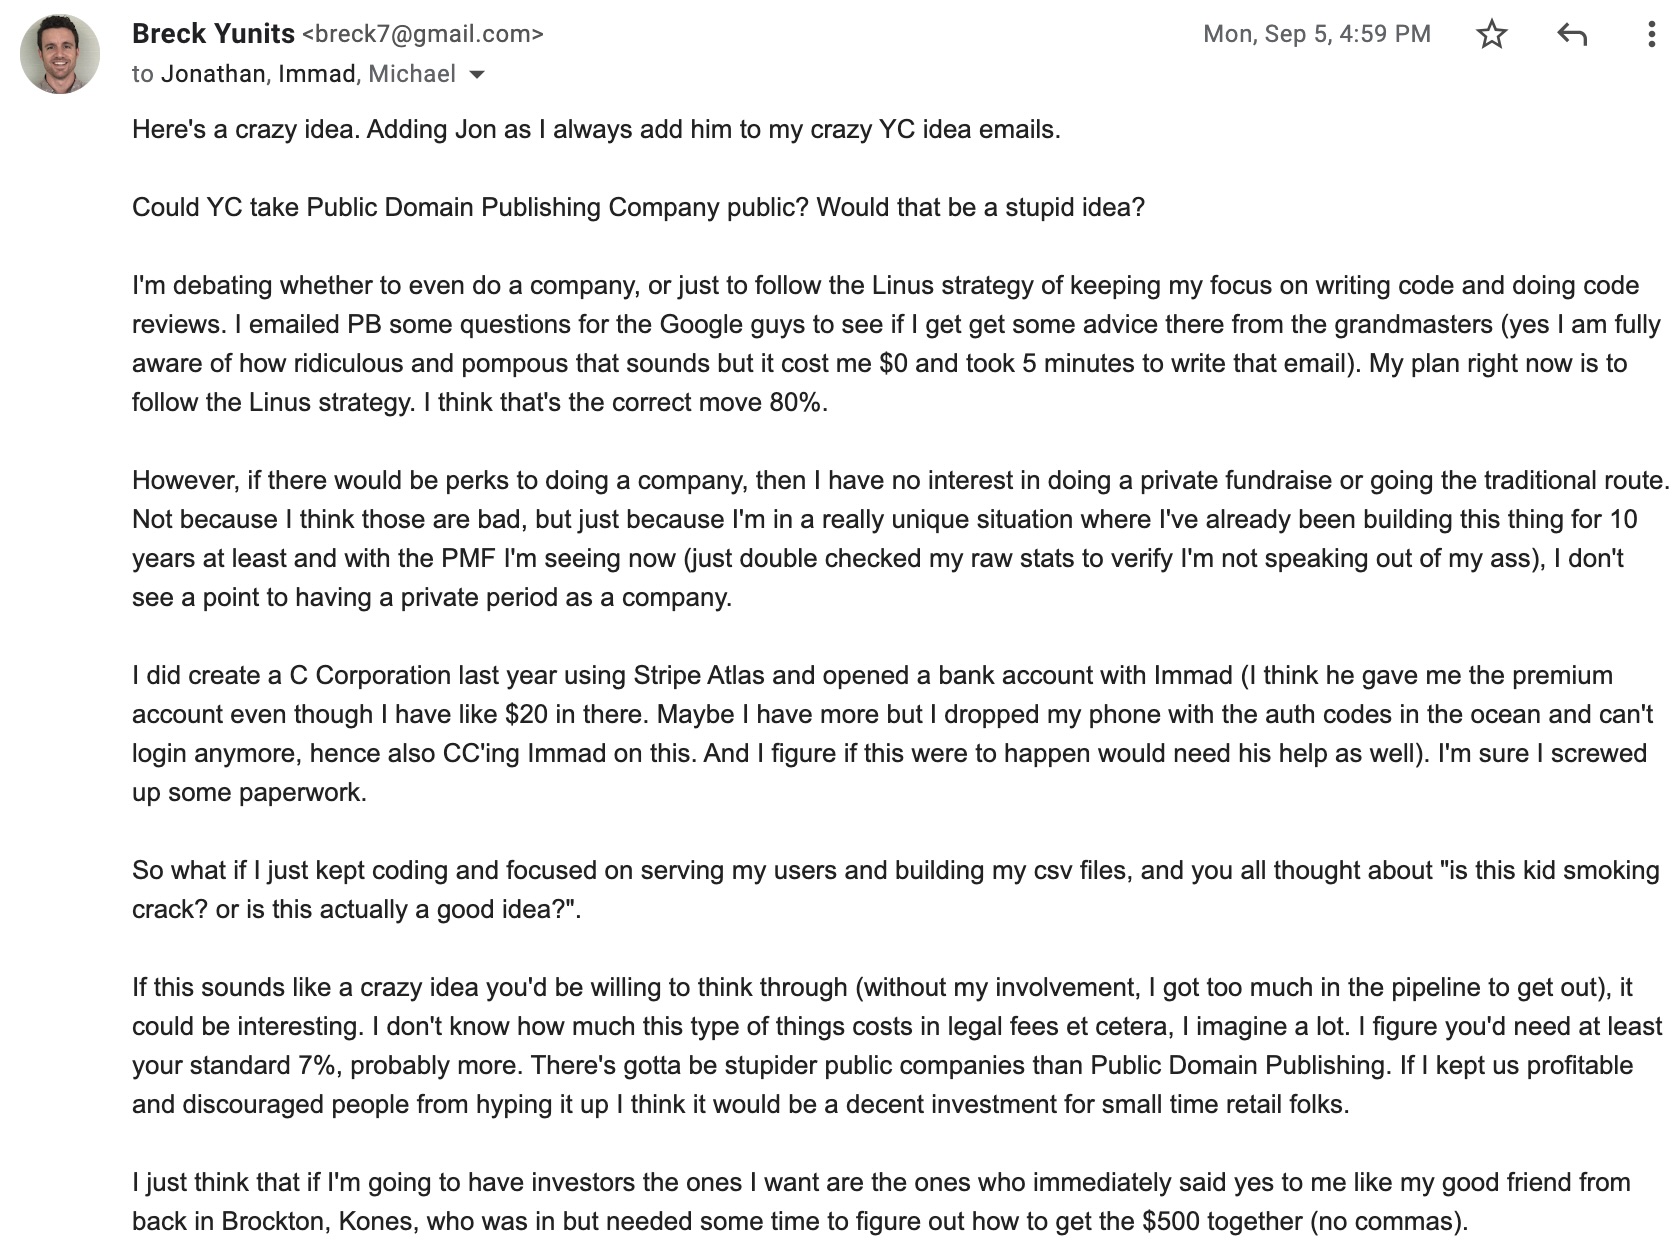 Breck Yunits <breck7@gmail.com>
Mon, Sep 5, 4:59 PM
to Jonathan, Immad, Michael
Here's a crazy idea. Adding Jon as I always add him to my crazy YC idea emails.
Could YC take Public Domain Publishing Company public? Would that be a stupid idea?
I'm debating whether to even do a company, or just to follow the Linus strategy of keeping my focus on writing code and doing code
reviews. I emailed PB some questions for the Google guys to see if I get get some advice there from the grandmasters (yes I am fully
aware of how ridiculous and pompous that sounds but it cost me $0 and took 5 minutes to write that email). My plan right now is to
follow the Linus strategy. I think that's the correct move 80%.
However, if there would be perks to doing a company, then I have no interest in doing a private fundraise or going the traditional route.
Not because I think those are bad, but just because I'm in a really unique situation where I've already been building this thing for 10
years at least and with the PMF I'm seeing now (just double checked my raw stats to verify I'm not speaking out of my ass), I don't
see a point to having a private period as a company.
I did create a C Corporation last year using Stripe Atlas and opened a bank account with Immad (I think he gave me the premium
account even though I have like $20 in there. Maybe I have more but I dropped my phone with the auth codes in the ocean and can't
login anymore, hence also CC'ing Immad on this. And I figure if this were to happen would need his help as well). I'm sure I screwed
up some paperwork.
So what if I just kept coding and focused on serving my users and building my csv files, and you all thought about "is this kid smoking
crack? or is this actually a good idea?".
If this sounds like a crazy idea you'd be willing to think through (without my involvement, I got too much in the pipeline to get out), it
could be interesting. I don't know how much this type of things costs in legal fees et cetera, I imagine a lot. I figure you'd need at least
your standard 7%, probably more. There's gotta be stupider public companies than Public Domain Publishing. If I kept us profitable
and discouraged people from hyping it up I think it would be a decent investment for small time retail folks.
I just think that if I'm going to have investors the ones I want are the ones who immediately said yes to me like my good friend from
back in Brockton, Kones, who was in but needed some time to figure out how to get the $500 together (no commas).